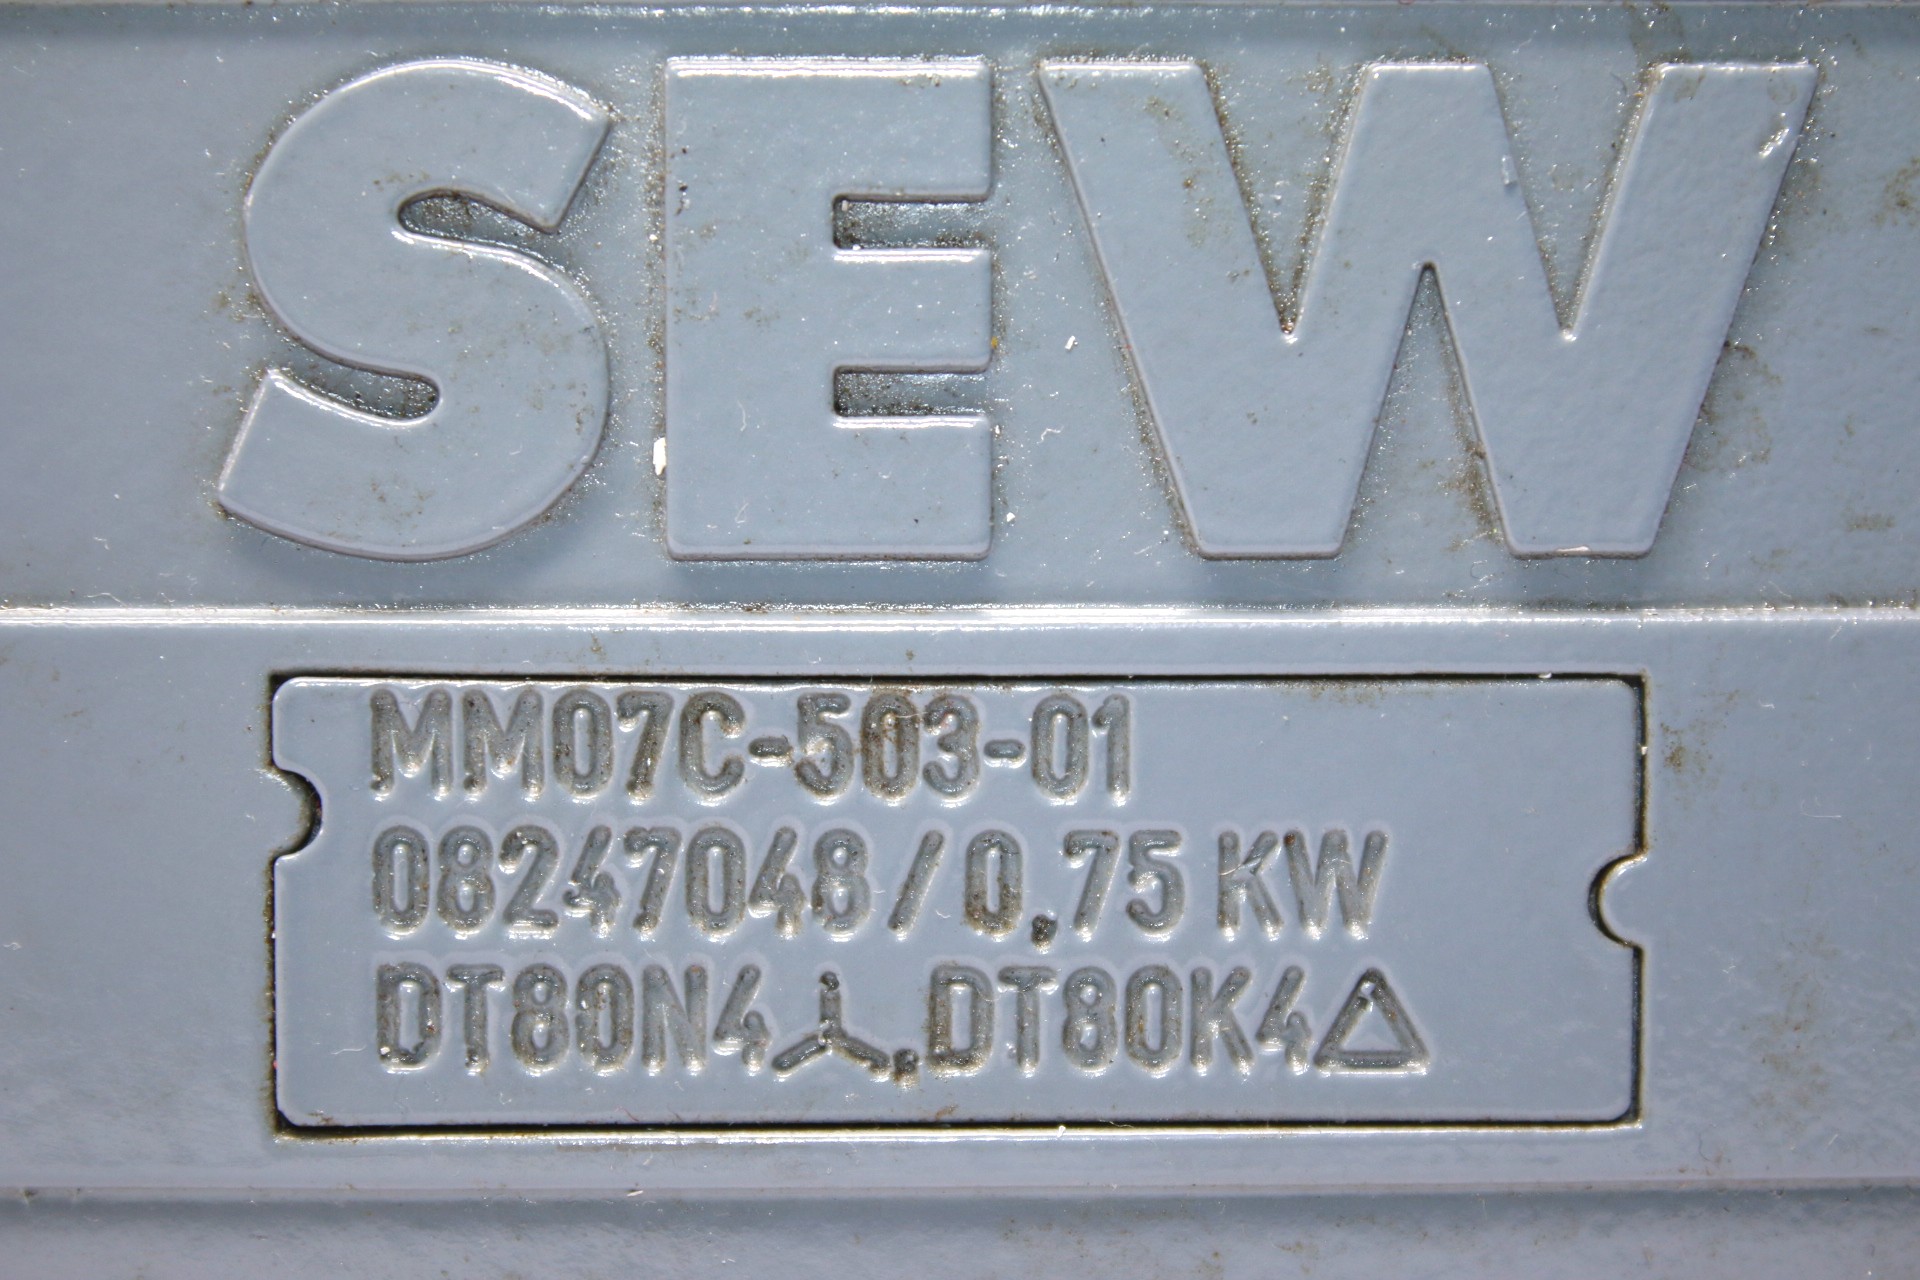 SEW
MM07C-503-01
08247048/0,75 KW
DT80N4⅄,DT80K4△